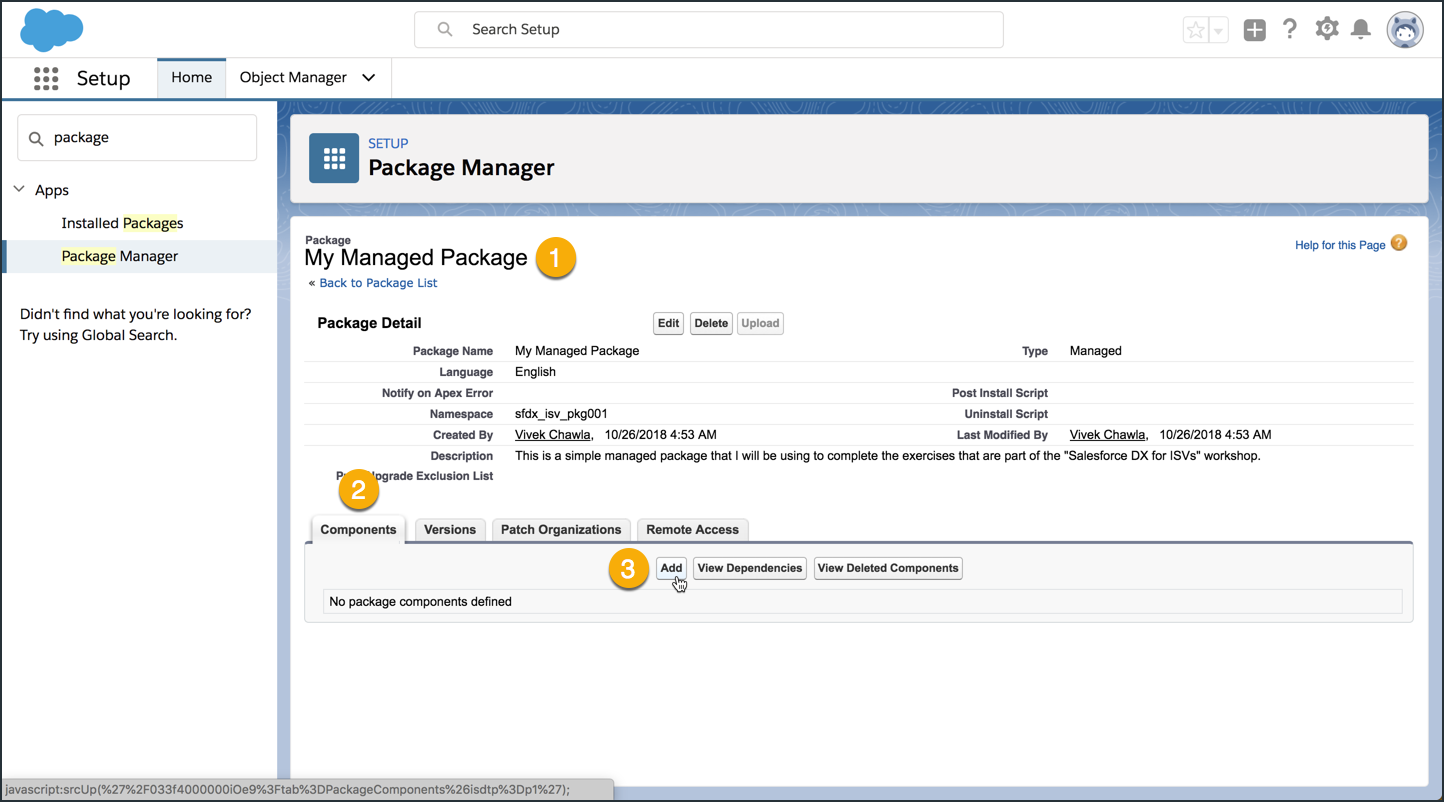 Search Setup
Setup
Home
Object Manager
package
Apps
Installed Packages
Package Manager
Didn't find what you're looking for?
Try using Global Search.
SETUP
Package Manager
Package
My Managed Package
1
Help for this Page ?
« Back to Package List
Package Detail
Edit Delete Upload
Package Name My Managed Package Type Managed
Language English
Notify on Apex Error Post Install Script
Namespace sfdx_isv_pkg001 Uninstall Script
Created By Vivek Chawla, 10/26/2018 4:53 AM Last Modified By Vivek Chawla, 10/26/2018 4:53 AM
Description This is a simple managed package that I will be using to complete the exercises that are part of the "Salesforce DX for ISVs" workshop.
Upgrade Exclusion List
2
Components Versions Patch Organizations Remote Access
3
Add View Dependencies View Deleted Components
No package components defined
javascript:srcUp(%27%2F033f4000000iOe9%3Ftab%3DPackageComponents%26isdtp%3Dp1%27);